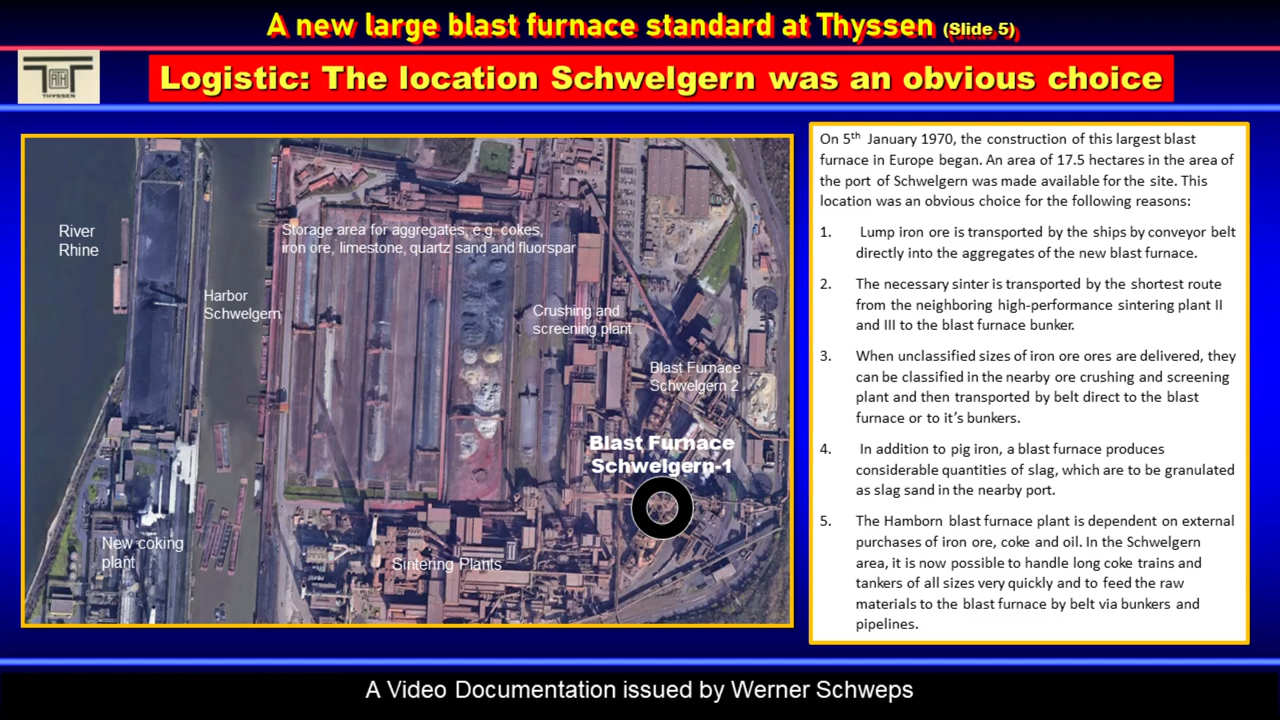 A new large blast furnace standard at Thyssen (Slide 5)
ATH
THYSSEN
Logistic: The location Schwelgern was an obvious choice
River
Rhine
Harbor
Schwelgern
Storage area for aggregates, e.g. cokes,
iron ore, limestone, quartz sand and fluorspar
Crushing and
screening plant
Blast Furnace
Schwelgern 2
Blast Furnace
Schwelgern-1
New coking
plant
Sintering Plants
On 5th January 1970, the construction of this largest blast
furnace in Europe began. An area of 17.5 hectares in the area of
the port of Schwelgern was made available for the site. This
location was an obvious choice for the following reasons:
1. Lump iron ore is transported by the ships by conveyor belt
directly into the aggregates of the new blast furnace.
2. The necessary sinter is transported by the shortest route
from the neighboring high-performance sintering plant II
and III to the blast furnace bunker.
3. When unclassified sizes of iron ore ores are delivered, they
can be classified in the nearby ore crushing and screening
plant and then transported by belt direct to the blast
furnace or to it's bunkers.
4. In addition to pig iron, a blast furnace produces
considerable quantities of slag, which are to be granulated
as slag sand in the nearby port.
5. The Hamborn blast furnace plant is dependent on external
purchases of iron ore, coke and oil. In the Schwelgern
area, it is now possible to handle long coke trains and
tankers of all sizes very quickly and to feed the raw
materials to the blast furnace by belt via bunkers and
pipelines.
A Video Documentation issued by Werner Schweps